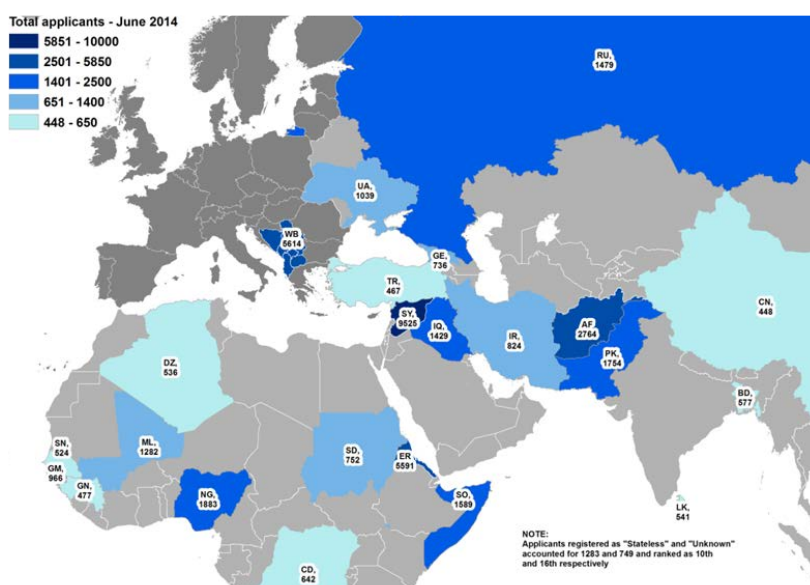 Total applicants - June 2014
5851 - 10000
2501 - 5850
1401 - 2500
651 - 1400
448 - 650
RU,
1479
UA,
1039
WB
5614
GE,
736
TR,
467
CN,
448
SY,
9525
IQ,
1429
IR,
824
AF
2764
PK,
1754
DZ,
536
BD,
577
SN,
524
ML,
1282
SD,
752
ER
5591
GM,
966
GN,
477
NG,
1883
SO,
1589
LK,
541
CD,
642
NOTE:
Applicants registered as "Stateless" and "Unknown"
accounted for 1283 and 749 and ranked as 10th
and 16th respectively